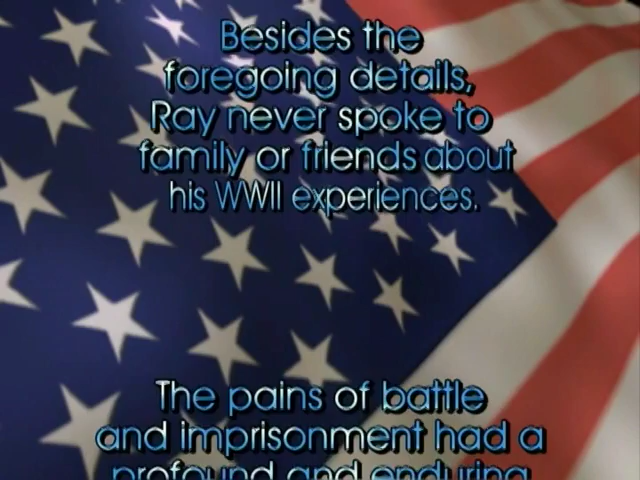 Besides the
foregoing details,
Ray never spoke to
family or friends about
his WWII experiences.
The pains of battle
and imprisonment had a
profound and enduring